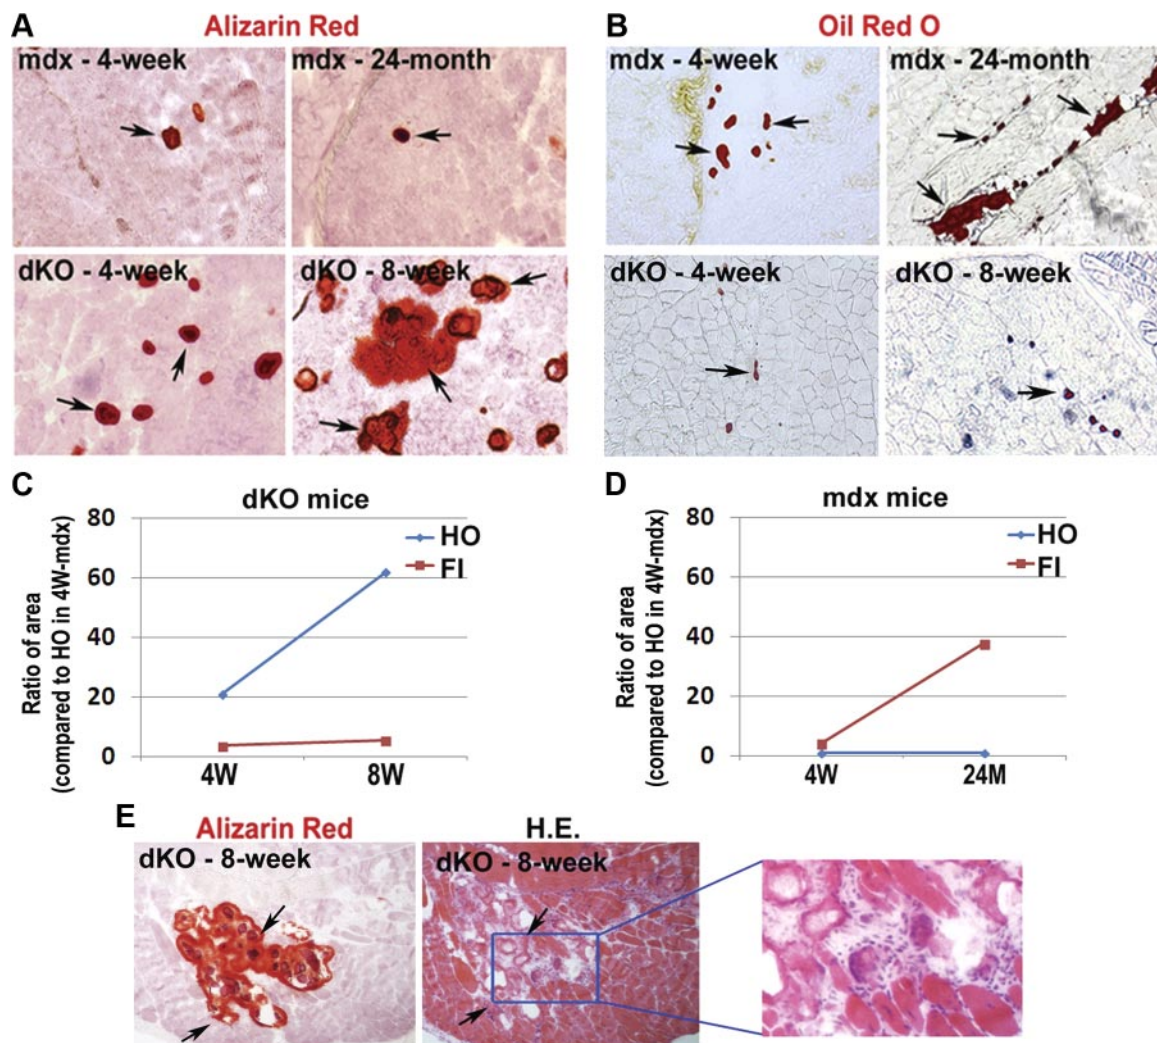 A
Alizarin Red
mdx - 4-week
mdx - 24-month
dKO - 4-week
dKO - 8-week
B
Oil Red O
mdx - 4-week
mdx - 24-month
dKO - 4-week
dKO - 8-week
C
dKO mice
Ratio of area
(compared to HO in 4W-mdx)
80
60
40
20
0
4W
8W
HO
FI
D
mdx mice
Ratio of area
(compared to HO in 4W-mdx)
80
60
40
20
0
4W
24M
HO
FI
E
Alizarin Red
dKO - 8-week
H.E.
dKO - 8-week